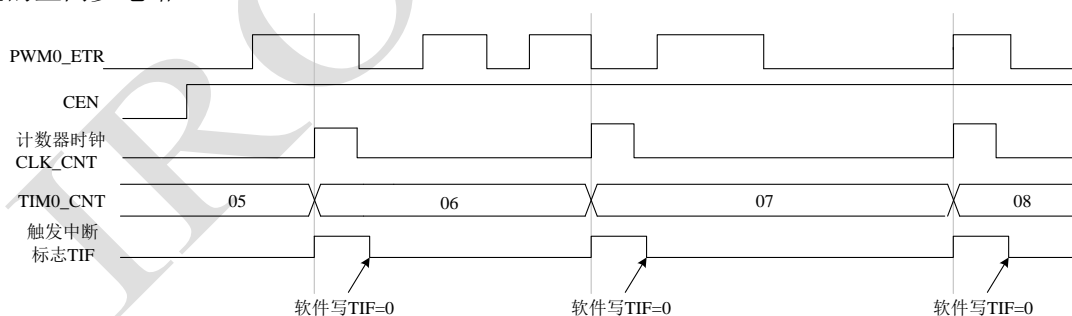 PWM0_ETR
CEN
计数器时钟
CLK_CNT
TIM0_CNT
05
06
07
08
触发中断
标志TIF
软件写TIF=0
软件写TIF=0
软件写TIF=0